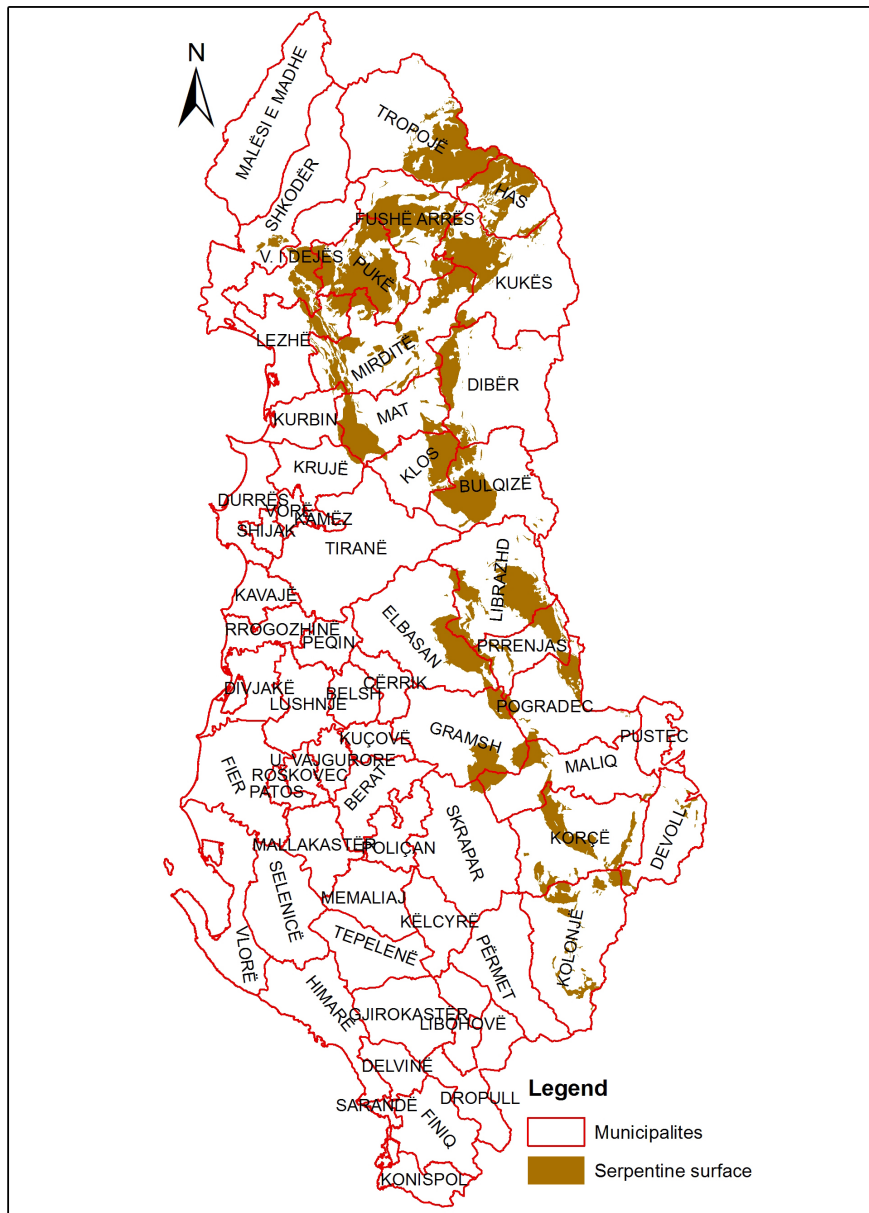 N
MALËSI E MADHE
TROPOJË
SHKODËR
HAS
FUSHË ARRËS
V. I DEJËS
PUKË
KUKËS
LEZHË
MIRDITË
DIBËR
KURBIN
MAT
KRUJË
KLOS
BULQIZË
DURRËS
VORË
KAMËZ
SHIJAK
TIRANË
LIBRAZHD
KAVAJË
ELBASAN
RROGOZHINE
PEQIN
PRRENJAS
ÇËRRIK
DIVJAKË
BELSH
LUSHNJE
POGRADEC
GRAMSH
PUSTEC
KUÇOVË
U. VAJGURORE
MALIQ
FIER
ROSKOVEC
PATOS
BERAT
SKRAPAR
KORÇË
DEVOLL
MALLAKASTËR
POLIÇAN
SELENICË
MEMALIAJ
KËLCYRË
TEPELENË
VLORË
PËRMET
KOLONJË
HIMARË
GJIROKASTËR
LIBOHOVË
DELVINË
DROPULL
SARANDË
FINIQ
KONISPOL
Legend
Municipalites
Serpentine surface